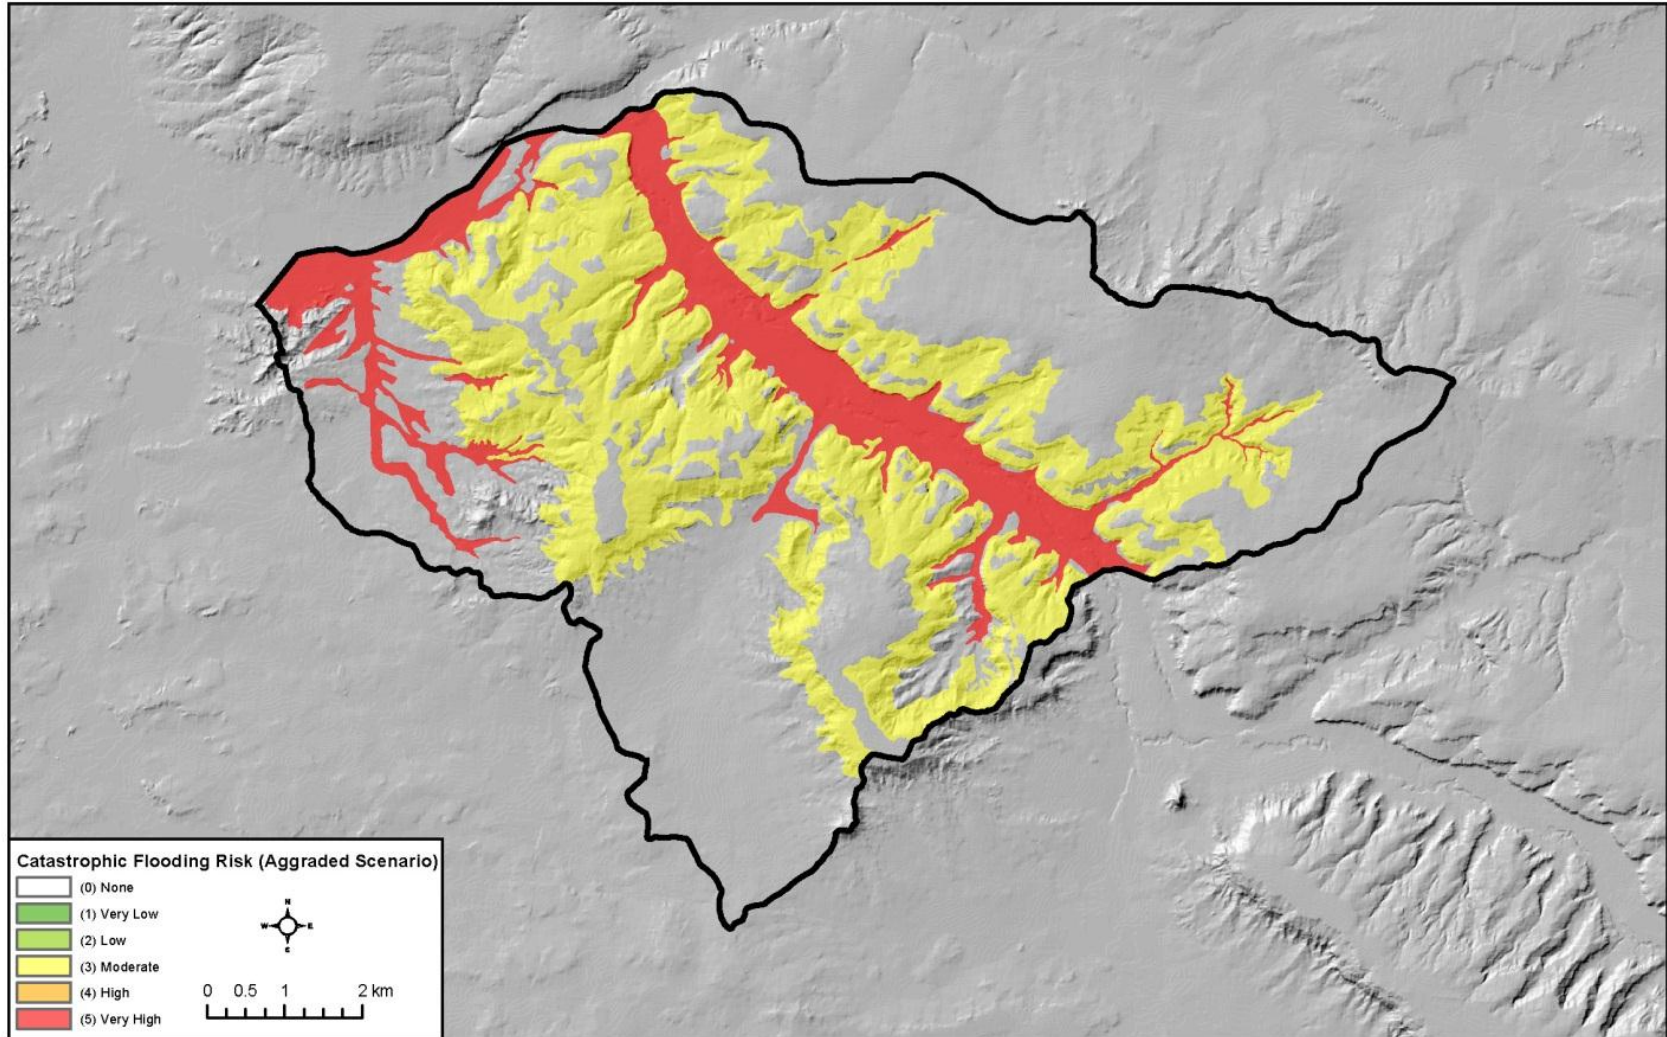 Catastrophic Flooding Risk (Aggraded Scenario)
(0) None
(1) Very Low
(2) Low
(3) Moderate
(4) High
(5) Very High
N
W E
0 0.5 1 2 km